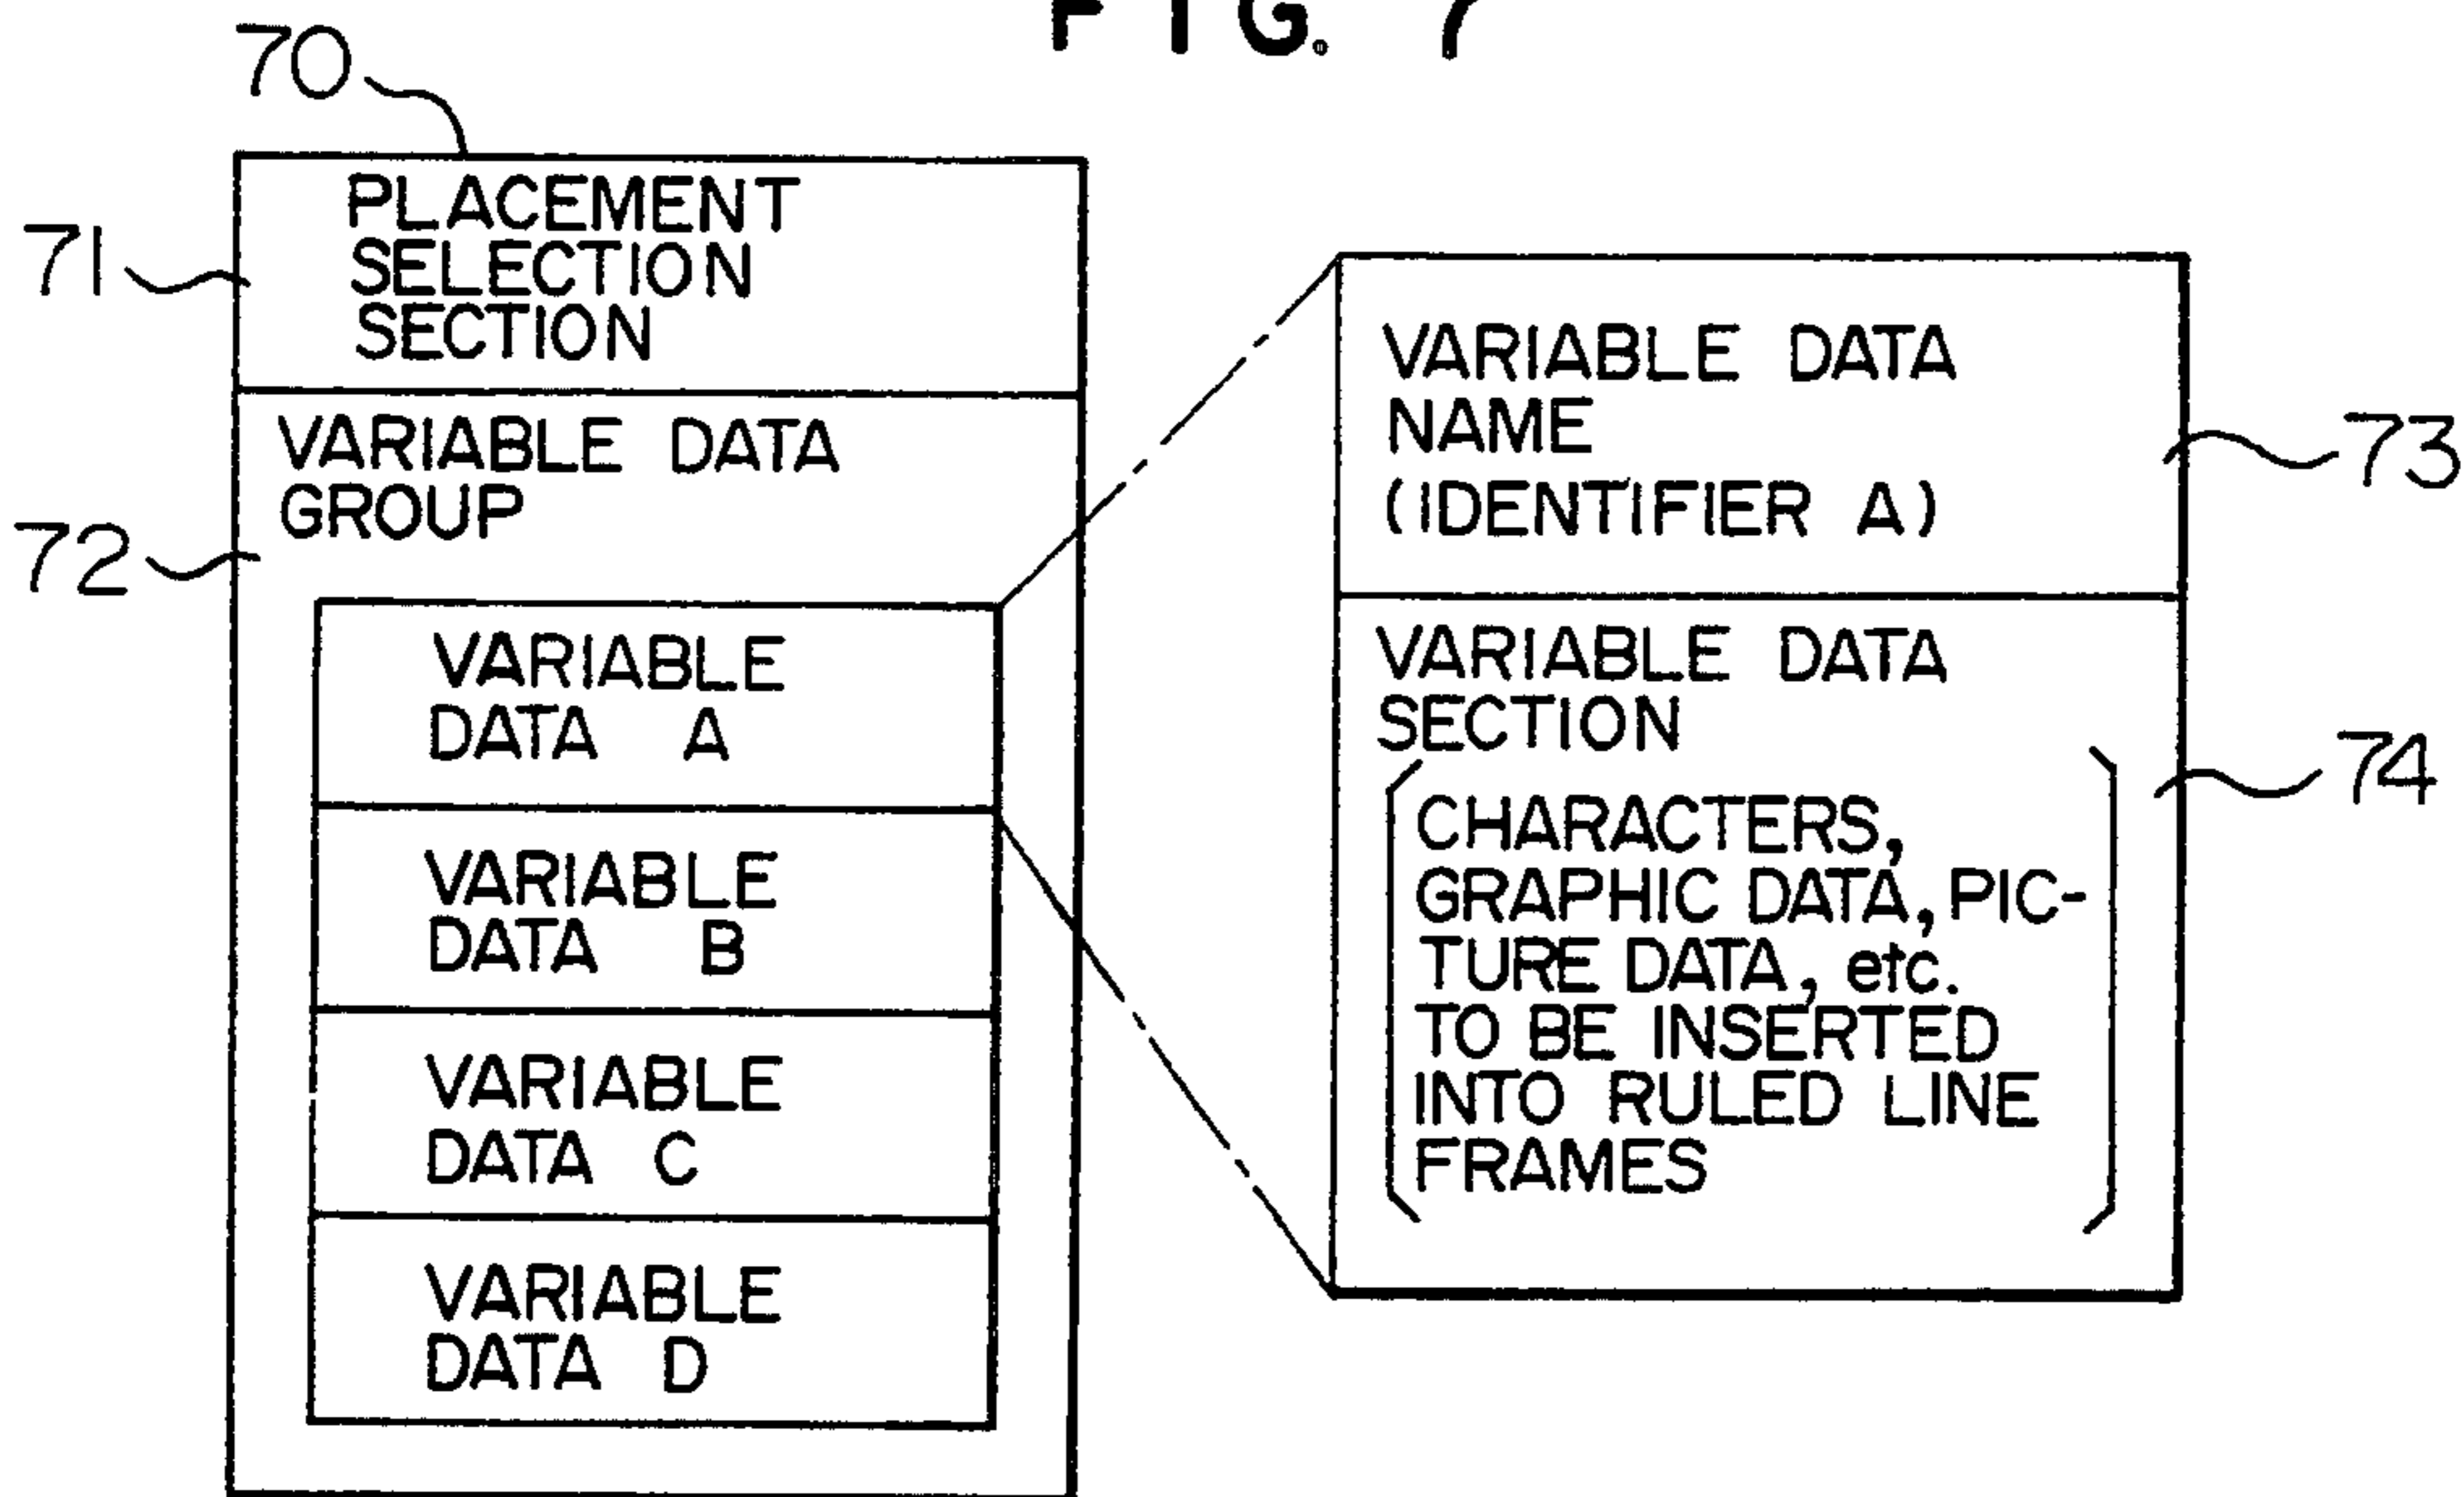 FIG. 7
70
71
PLACEMENT
SELECTION
SECTION
72
VARIABLE DATA
GROUP
VARIABLE
DATA A
VARIABLE
DATA B
VARIABLE
DATA C
VARIABLE
DATA D
VARIABLE DATA
NAME
(IDENTIFIER A)
73
VARIABLE DATA
SECTION
74
CHARACTERS,
GRAPHIC DATA, PIC-
TURE DATA, etc.
TO BE INSERTED
INTO RULED LINE
FRAMES